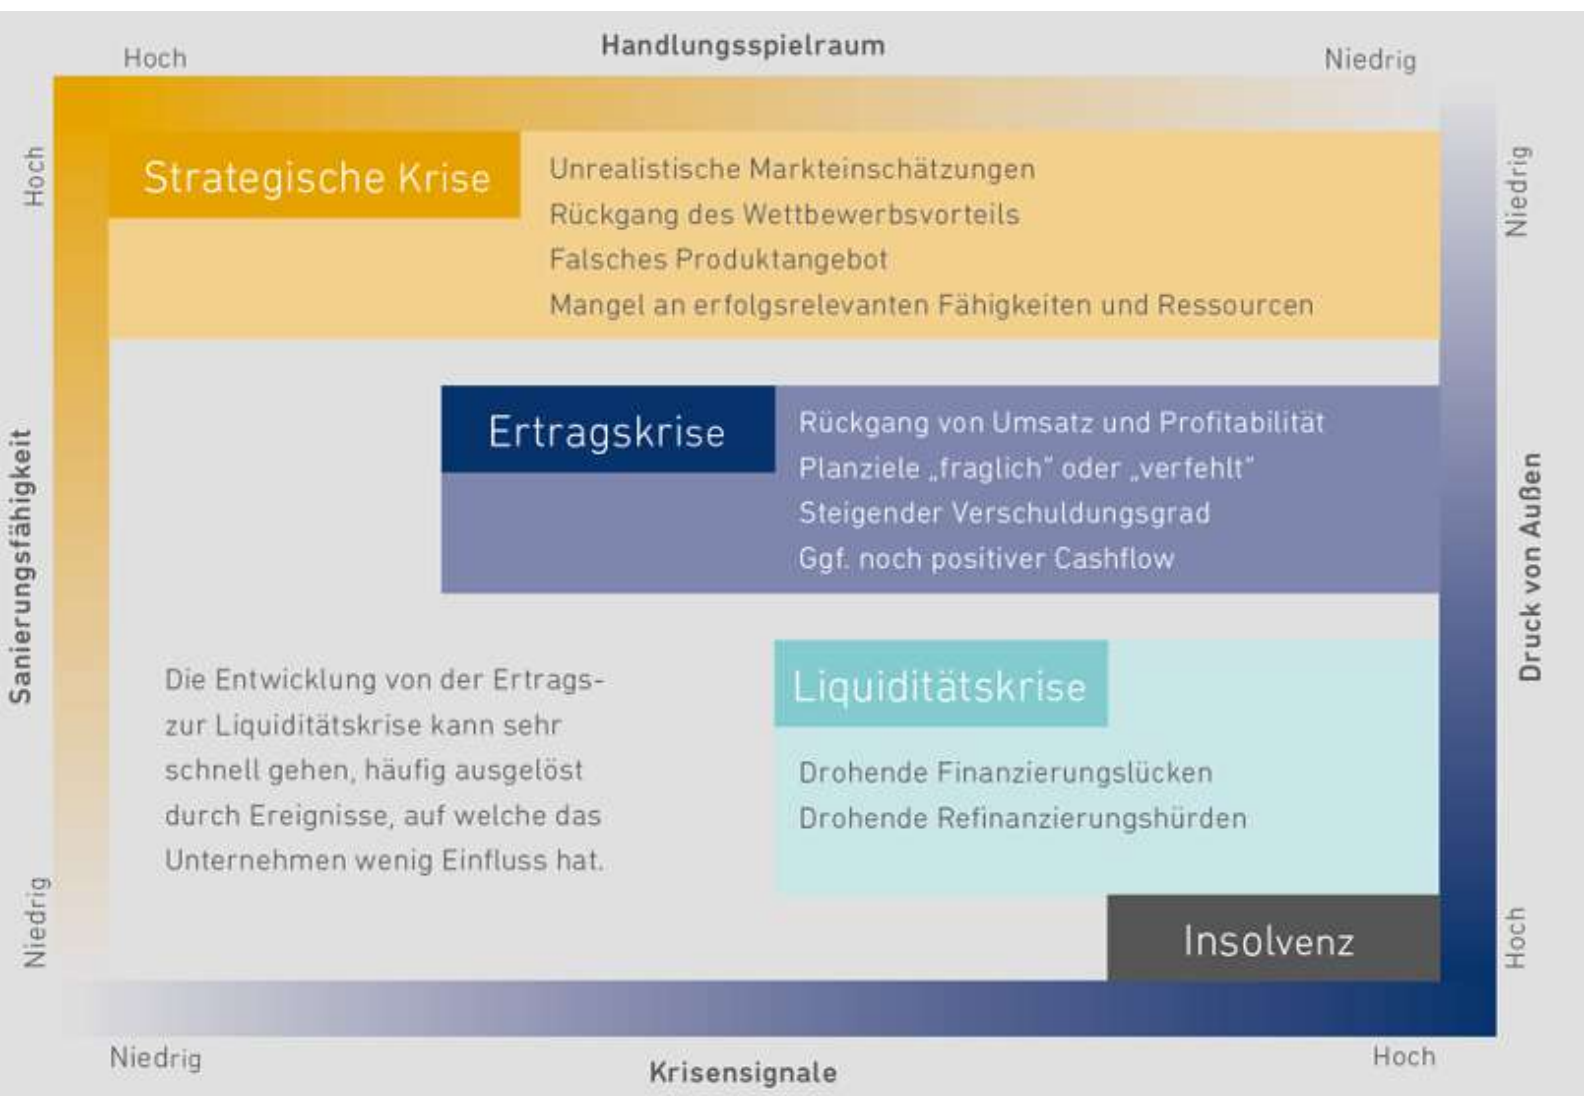 Handlungsspielraum
Hoch
Niedrig
Hoch
Niedrig
Strategische Krise
Unrealistische Markteinschätzungen
Rückgang des Wettbewerbsvorteils
Falsches Produktangebot
Mangel an erfolgsrelevanten Fähigkeiten und Ressourcen
Ertragskrise
Rückgang von Umsatz und Profitabilität
Planziele „fraglich” oder „verfehlt”
Steigender Verschuldungsgrad
Ggf. noch positiver Cashflow
Sanierungsfähigkeit
Druck von Außen
Die Entwicklung von der Ertrags-
zur Liquiditätskrise kann sehr
schnell gehen, häufig ausgelöst
durch Ereignisse, auf welche das
Unternehmen wenig Einfluss hat.
Liquiditätskrise
Drohende Finanzierungslücken
Drohende Refinanzierungshürden
Insolvenz
Niedrig
Hoch
Niedrig
Hoch
Krisensignale